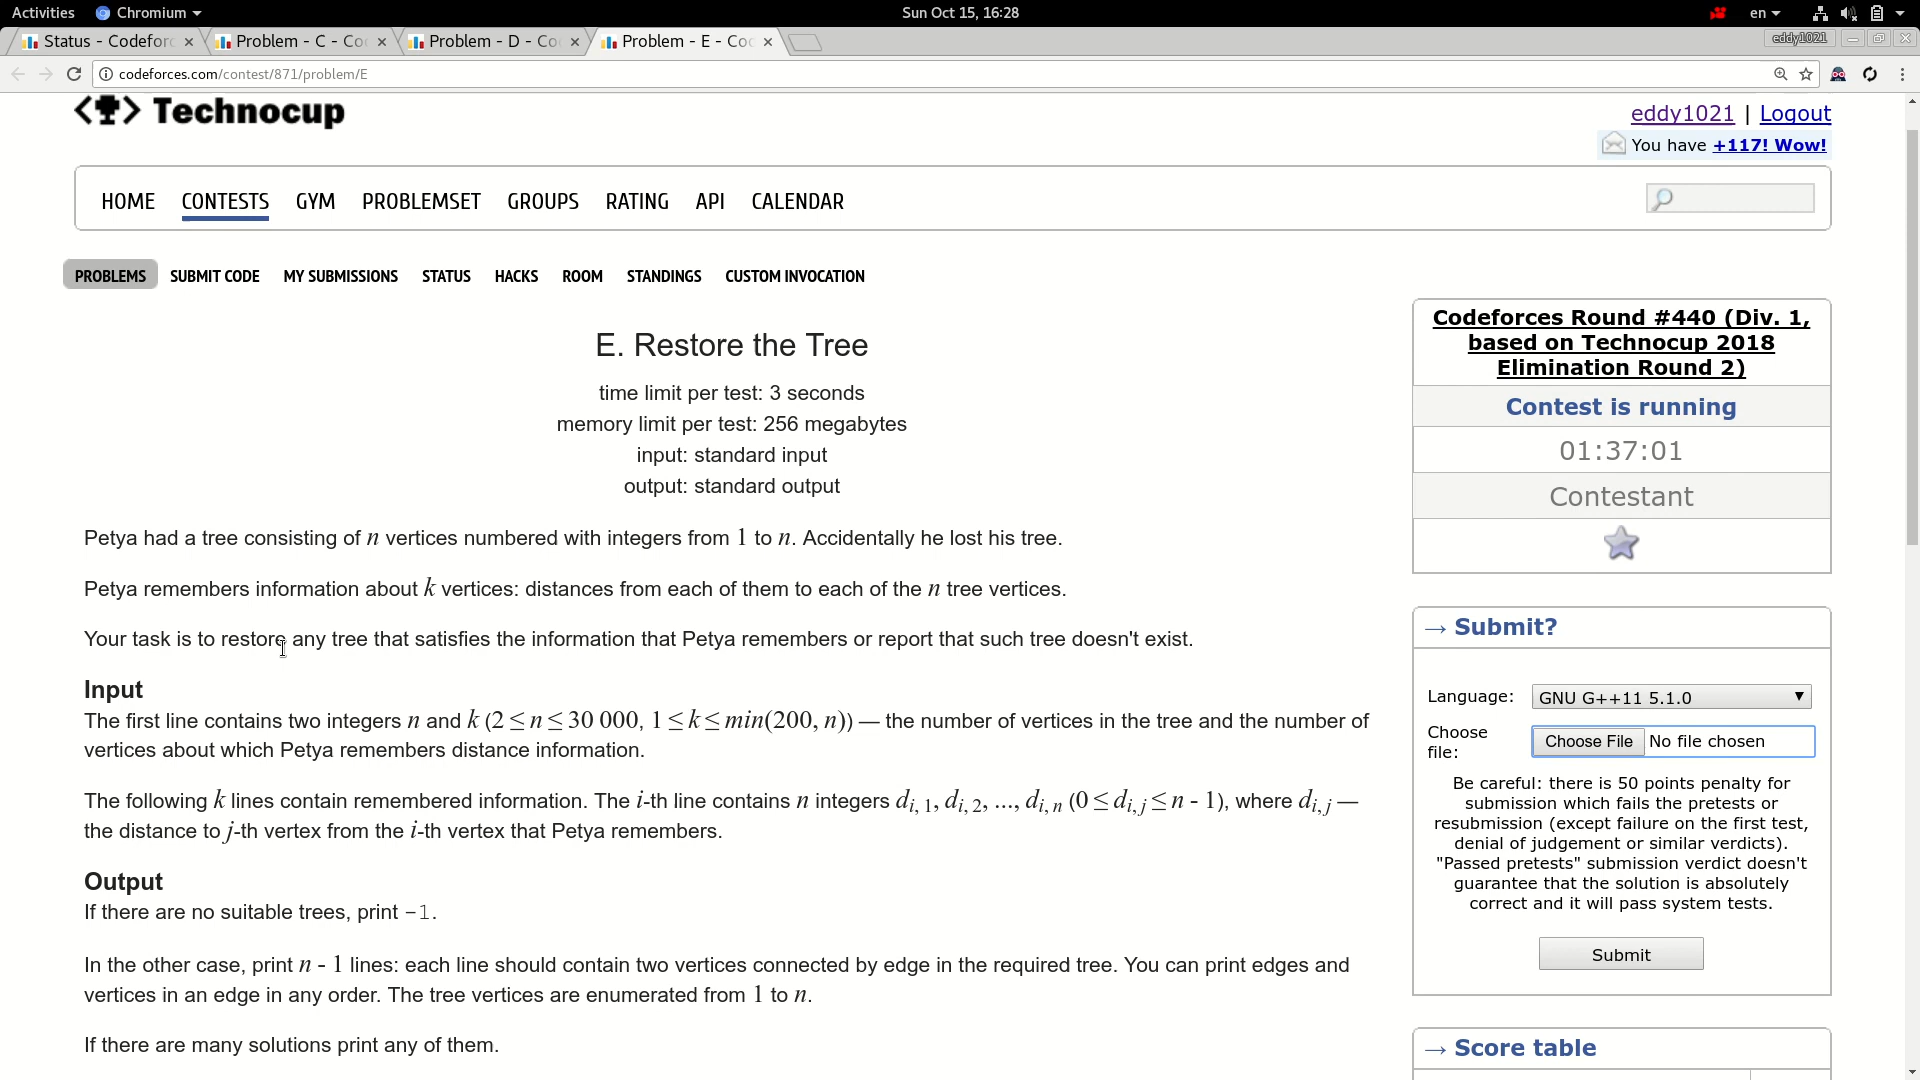 Activities Chromium Sun Oct 15, 16:28 en
Status - Codeforc Problem - C - Co Problem - D - Co Problem - E - Co eddy1021
codeforces.com/contest/871/problem/E
Technocup
eddy1021 | Logout
You have +117! Wow!
HOME CONTESTS GYM PROBLEMSET GROUPS RATING API CALENDAR
PROBLEMS SUBMIT CODE MY SUBMISSIONS STATUS HACKS ROOM STANDINGS CUSTOM INVOCATION
E. Restore the Tree
time limit per test: 3 seconds
memory limit per test: 256 megabytes
input: standard input
output: standard output
Petya had a tree consisting of n vertices numbered with integers from 1 to n. Accidentally he lost his tree.
Petya remembers information about k vertices: distances from each of them to each of the n tree vertices.
Your task is to restore any tree that satisfies the information that Petya remembers or report that such tree doesn't exist.
Input
The first line contains two integers n and k (2 ≤ n ≤ 30 000, 1 ≤ k ≤ min(200, n)) — the number of vertices in the tree and the number of
vertices about which Petya remembers distance information.
The following k lines contain remembered information. The i-th line contains n integers d_{i, 1}, d_{i, 2}, ..., d_{i, n} (0 ≤ d_{i, j} ≤ n - 1), where d_{i, j} —
the distance to j-th vertex from the i-th vertex that Petya remembers.
Output
If there are no suitable trees, print -1.
In the other case, print n - 1 lines: each line should contain two vertices connected by edge in the required tree. You can print edges and
vertices in an edge in any order. The tree vertices are enumerated from 1 to n.
If there are many solutions print any of them.
Codeforces Round #440 (Div. 1,
based on Technocup 2018
Elimination Round 2)
Contest is running
01:37:01
Contestant
→ Submit?
Language: GNU G++11 5.1.0
Choose
file: Choose File No file chosen
Be careful: there is 50 points penalty for
submission which fails the pretests or
resubmission (except failure on the first test,
denial of judgement or similar verdicts).
"Passed pretests" submission verdict doesn't
guarantee that the solution is absolutely
correct and it will pass system tests.
Submit
→ Score table